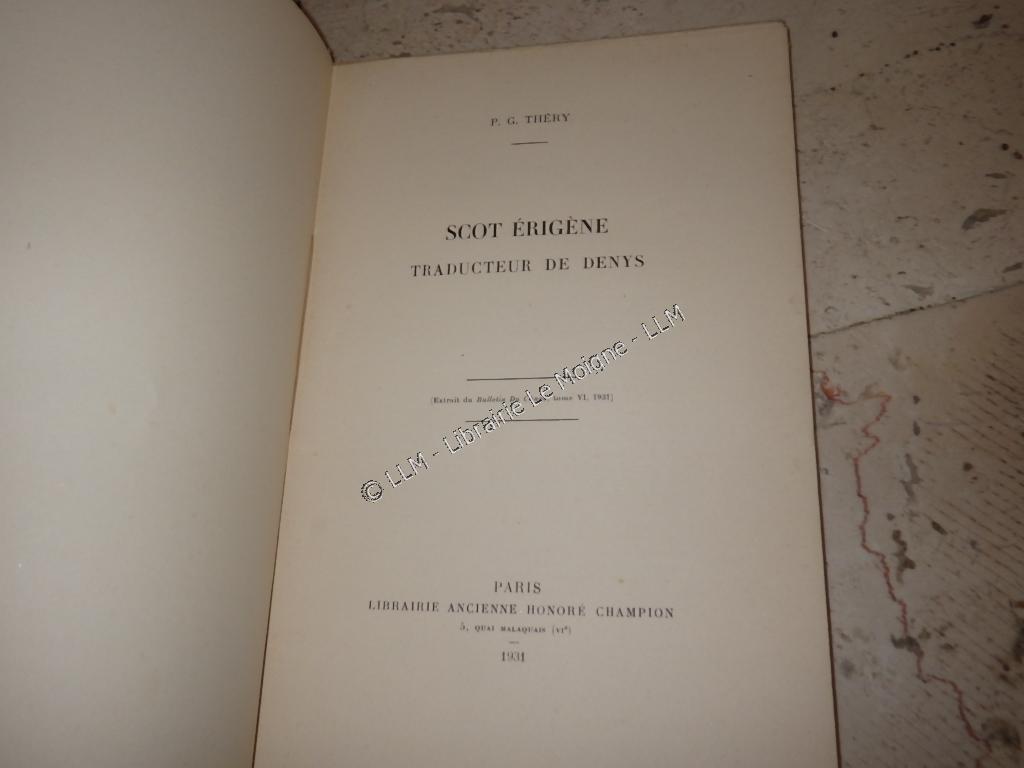 P. G. THÉRY
SCOT ÉRIGÈNE
TRADUCTEUR DE DENYS
[Extrait du Bulletin Du tome VI, 1931]
© LLM - Librairie Le Moigne - LLM
PARIS
LIBRAIRIE ANCIENNE HONORÉ CHAMPION
5, QUAI MALAQUAIS (VIᵉ)
1931